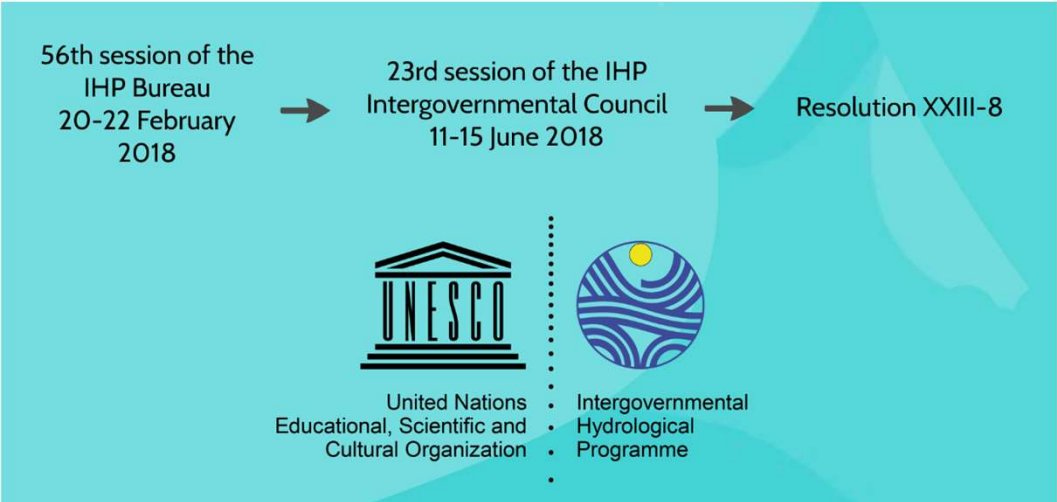 56th session of the
IHP Bureau
20-22 February
2018
23rd session of the IHP
Intergovernmental Council
11-15 June 2018
Resolution XXIII-8
UNESCO
United Nations
Educational, Scientific and
Cultural Organization
Intergovernmental
Hydrological
Programme